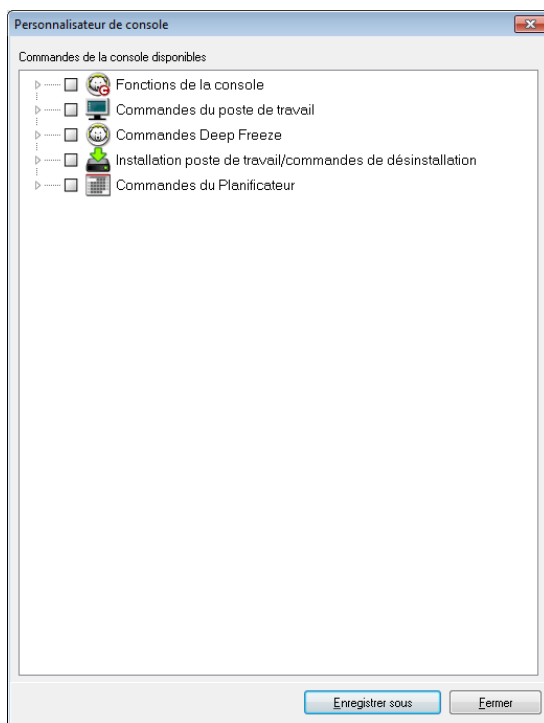 Personnalisateur de console
Commandes de la console disponibles
Fonctions de la console
Commandes du poste de travail
Commandes Deep Freeze
Installation poste de travail/commandes de désinstallation
Commandes du Planificateur
Enregistrer sous
Fermer